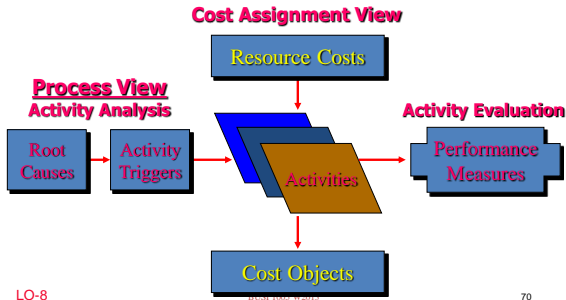 Cost Assignment View
Resource Costs
Process View
Activity Analysis
Activity Evaluation
Root
Causes
Activity
Triggers
Activities
Performance
Measures
Cost Objects
LO-8
70